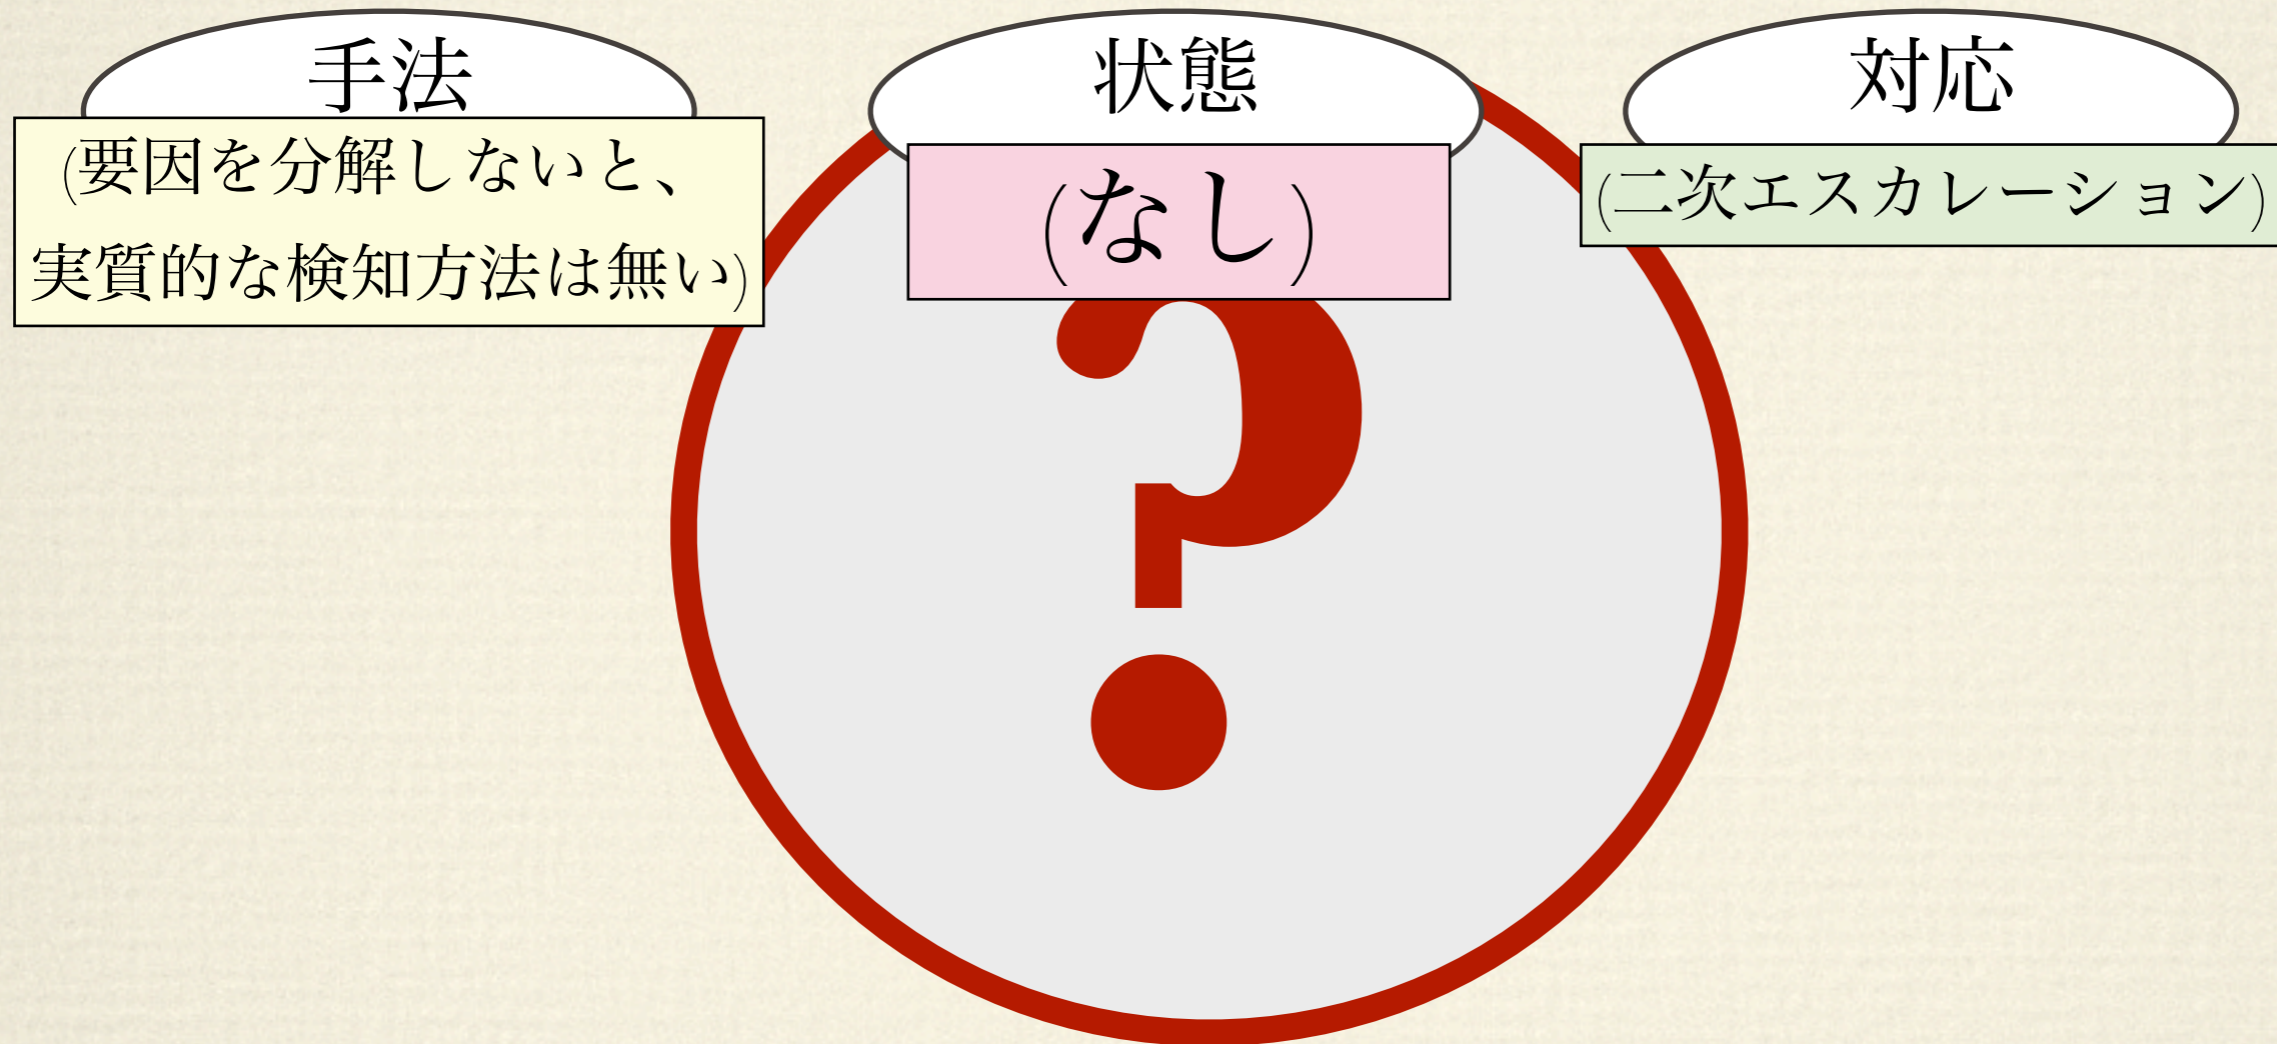 手法
(要因を分解しないと、
実質的な検知方法は無い)
状態
(なし)
?
対応
(二次エスカレーション)